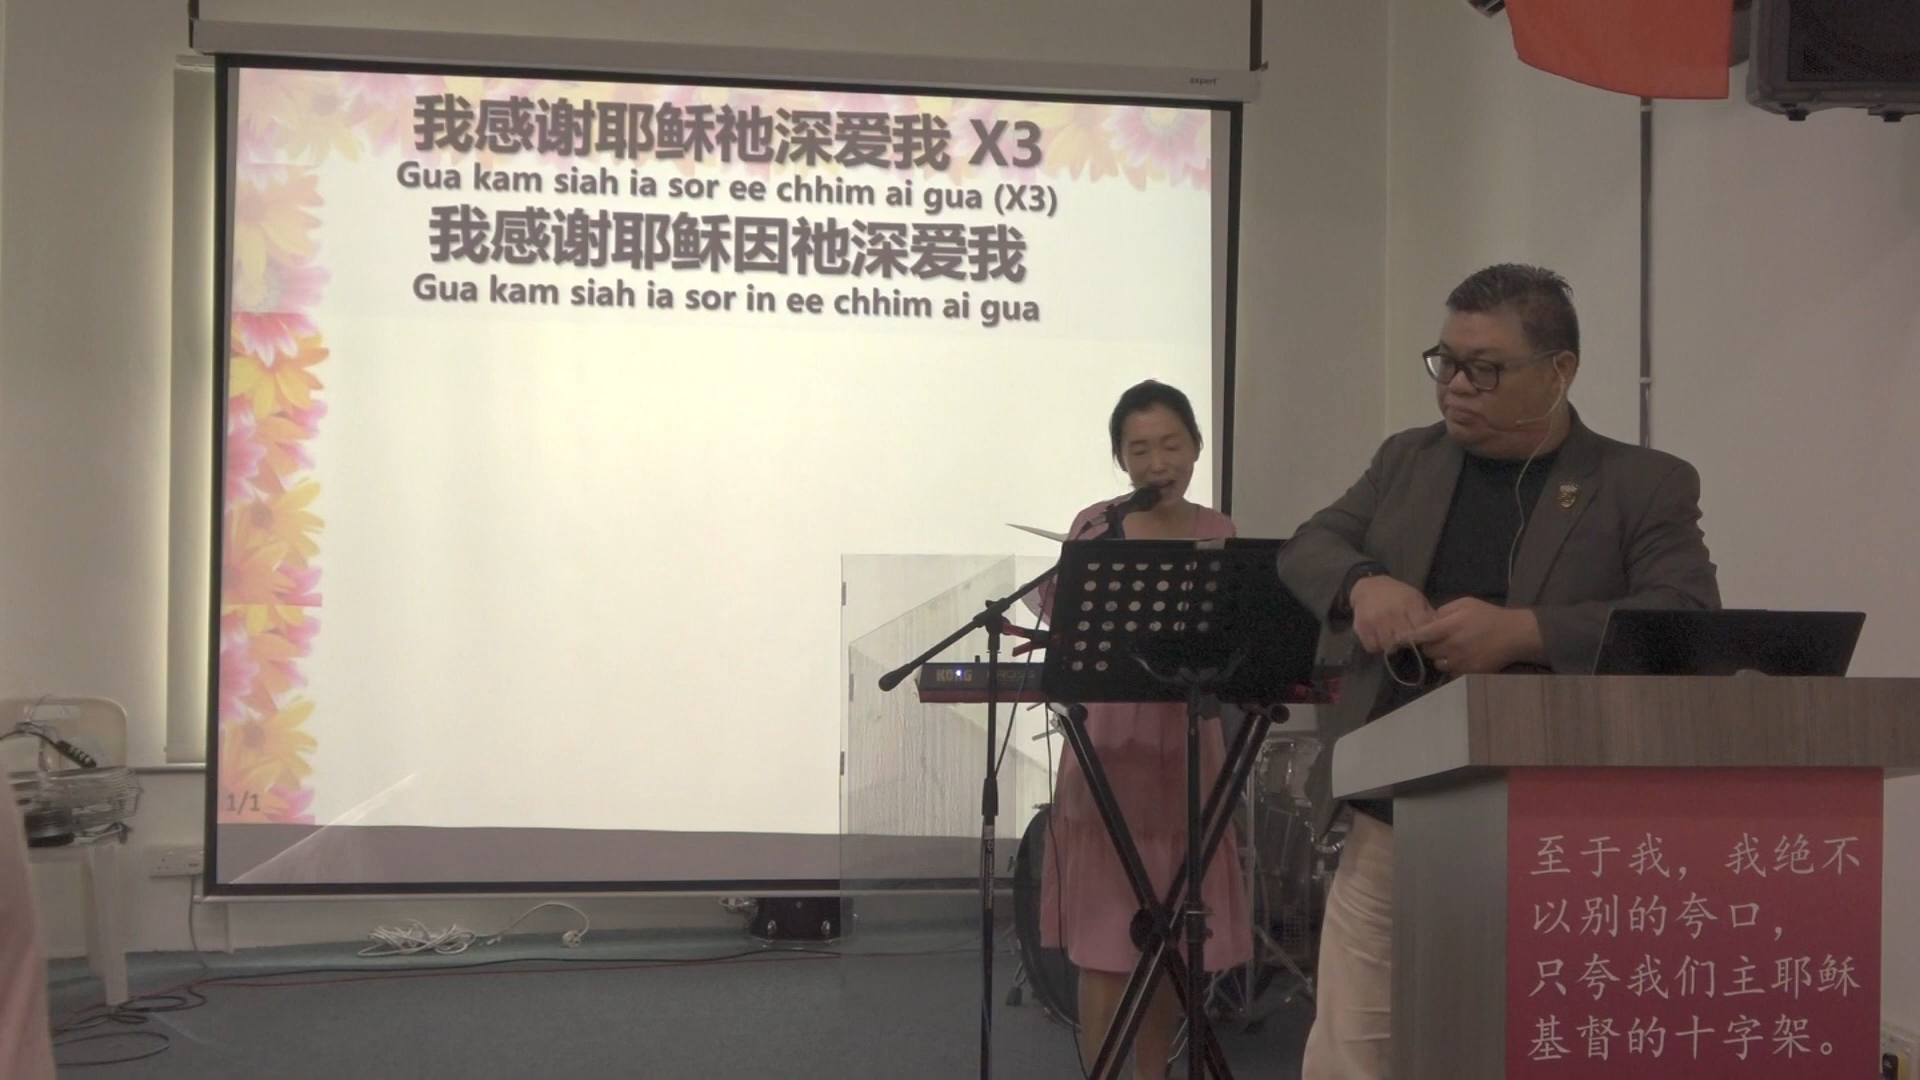 expert
我感谢耶稣祂深爱我 X3
Gua kam siah ia sor ee chhim ai gua (X3)
我感谢耶稣因祂深爱我
Gua kam siah ia sor in ee chhim ai gua
1/1
KORG
至于我，我绝不
以别的夸口，
只夸我们主耶稣
基督的十字架。